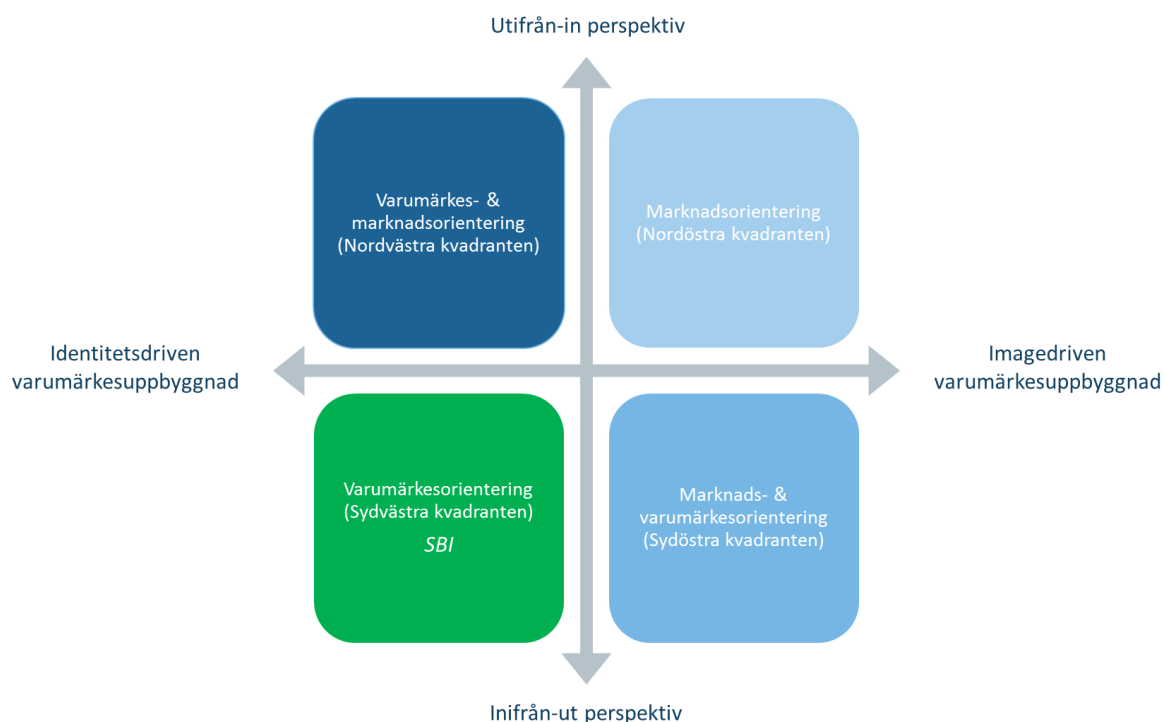 Utifrån-in perspektiv
Varumärkes- &
marknadsorientering
(Nordvästra kvadranten)
Marknadsorientering
(Nordöstra kvadranten)
Identitetsdriven
varumärkesuppbyggnad
Imagedriven
varumärkesuppbyggnad
Varumärkesorientering
(Sydvästra kvadranten)
SBI
Marknads- &
varumärkesorientering
(Sydöstra kvadranten)
Inifrån-ut perspektiv